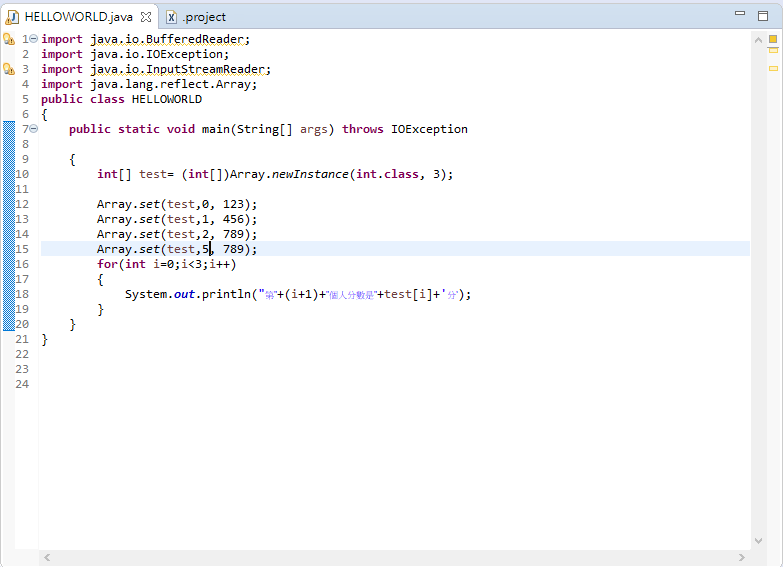 HELLOWORLD.java .project
1 import java.io.BufferedReader;
2 import java.io.IOException;
3 import java.io.InputStreamReader;
4 import java.lang.reflect.Array;
5 public class HELLOWORLD
6 {
7 public static void main(String[] args) throws IOException
8
9 {
10 int[] test= (int[])Array.newInstance(int.class, 3);
11
12 Array.set(test,0, 123);
13 Array.set(test,1, 456);
14 Array.set(test,2, 789);
15 Array.set(test,5, 789);
16 for(int i=0;i<3;i++)
17 {
18 System.out.println("第"+(i+1)+"個人分數是"+test[i]+'分');
19 }
20 }
21 }
22
23
24